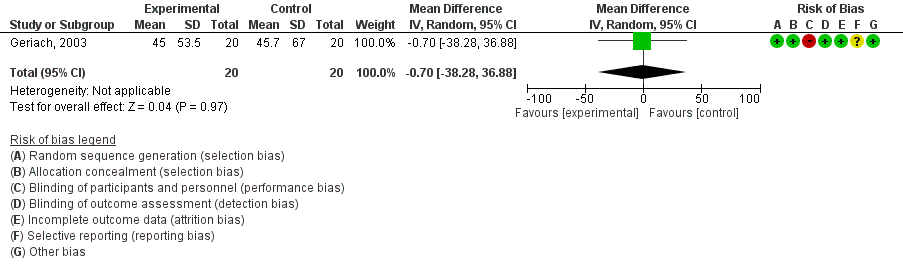 Experimental Control Mean Difference Mean Difference Risk of Bias
Study or Subgroup Mean SD Total Mean SD Total Weight IV, Random, 95% CI IV, Random, 95% CI A B C D E F G
Geriach, 2003 45 53.5 20 45.7 67 20 100.0% -0.70 [-38.28, 36.88] + + - + + ? +
Total (95% CI) 20 20 100.0% -0.70 [-38.28, 36.88]
Heterogeneity: Not applicable
Test for overall effect: Z = 0.04 (P = 0.97)
-100 -50 0 50 100
Favours [experimental] Favours [control]
Risk of bias legend
(A) Random sequence generation (selection bias)
(B) Allocation concealment (selection bias)
(C) Blinding of participants and personnel (performance bias)
(D) Blinding of outcome assessment (detection bias)
(E) Incomplete outcome data (attrition bias)
(F) Selective reporting (reporting bias)
(G) Other bias